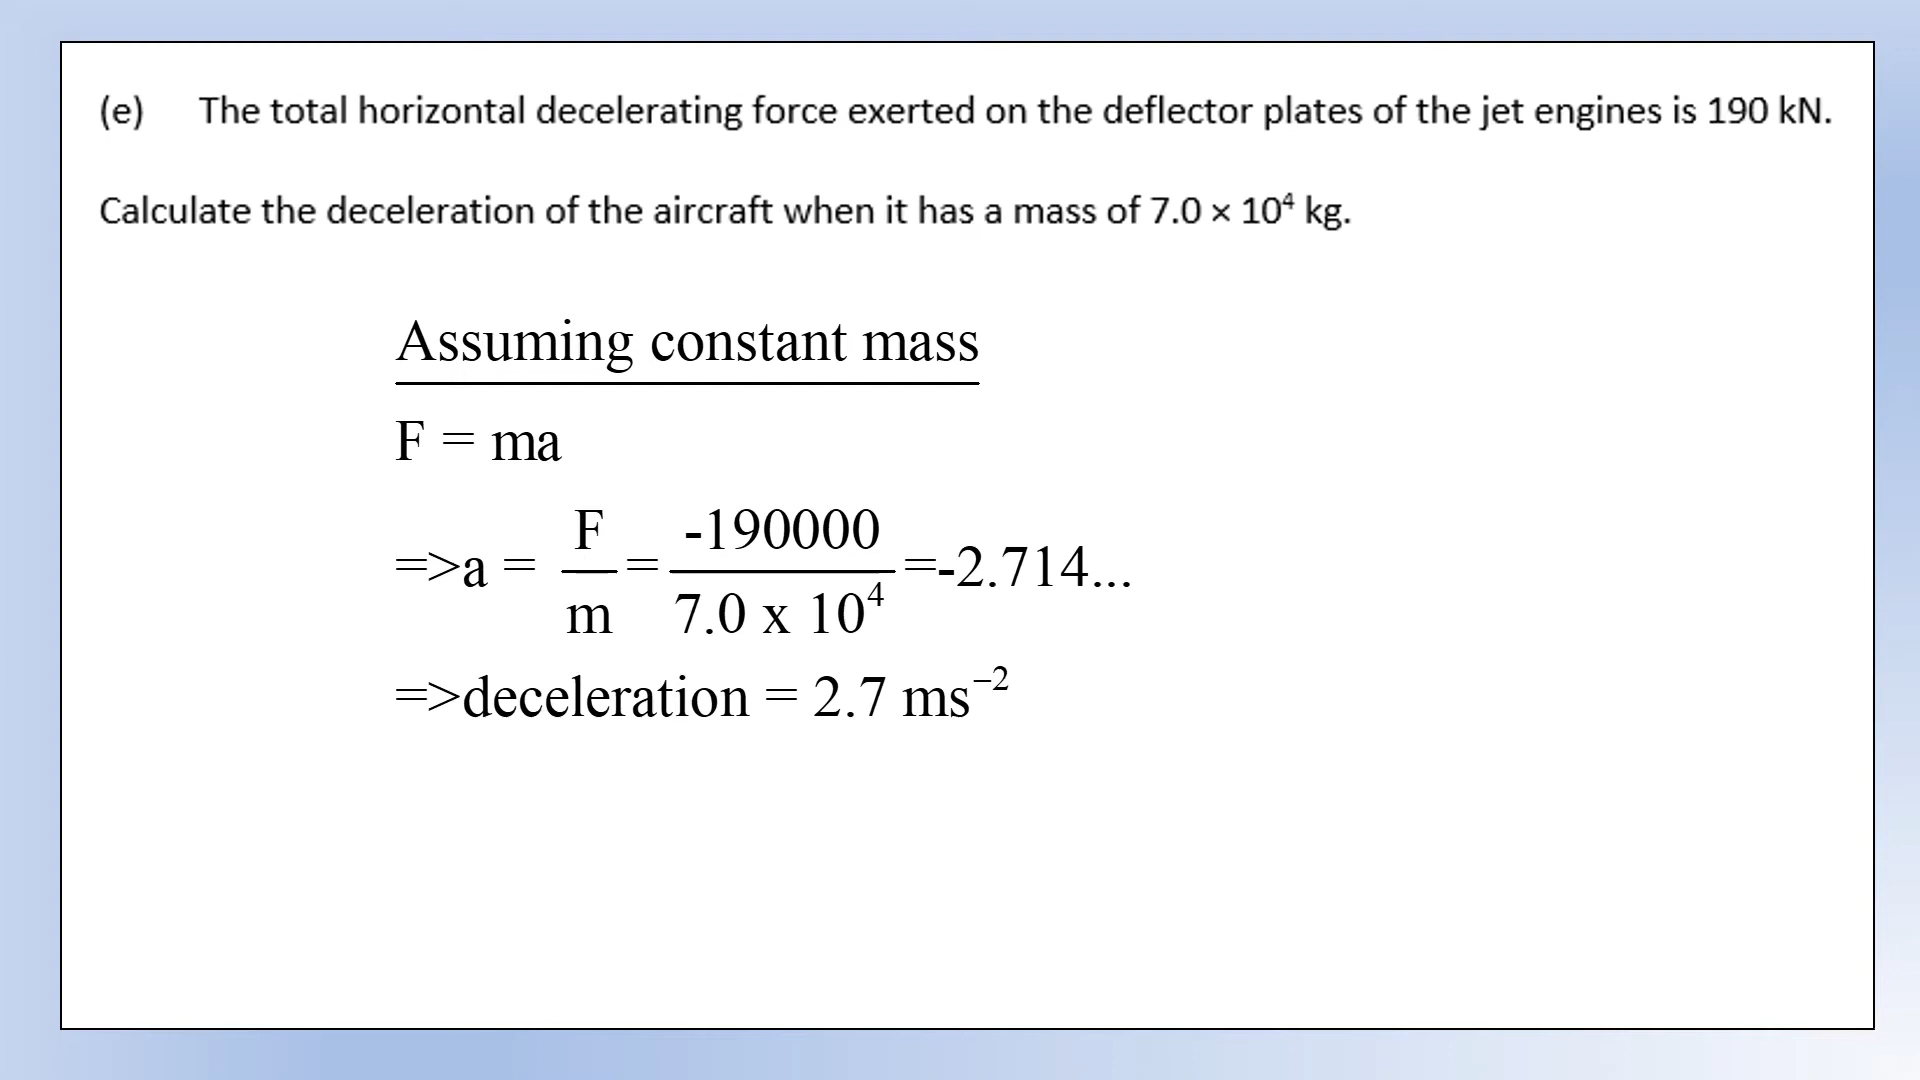 (e) The total horizontal decelerating force exerted on the deflector plates of the jet engines is 190 kN.
Calculate the deceleration of the aircraft when it has a mass of 7.0 × 10⁴ kg.
Assuming constant mass
F = ma
=>a = F/m = -190000/7.0 x 10⁴ =-2.714...
=>deceleration = 2.7 ms⁻²